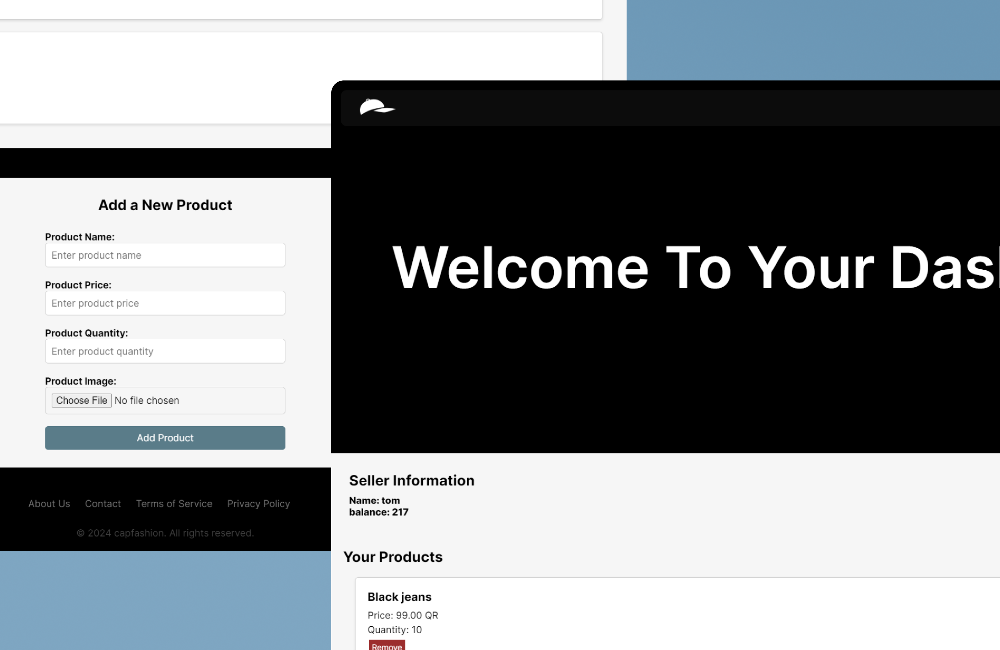 Add a New Product
Product Name:
Enter product name
Product Price:
Enter product price
Product Quantity:
Enter product quantity
Product Image:
Choose File No file chosen
Add Product
About Us Contact Terms of Service Privacy Policy
© 2024 capfashion. All rights reserved.
Welcome To Your Das
Seller Information
Name: tom
balance: 217
Your Products
Black jeans
Price: 99.00 QR
Quantity: 10
Remove